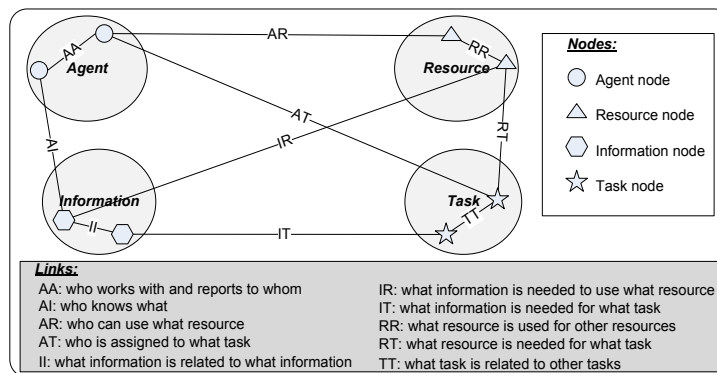 AR
AA
RR
Agent
Resource
AT
RT
AI
IR
Information
Task
II
TT
IT
Nodes:
Agent node
Resource node
Information node
Task node
Links:
AA: who works with and reports to whom
AI: who knows what
AR: who can use what resource
AT: who is assigned to what task
II: what information is related to what information
IR: what information is needed to use what resource
IT: what information is needed for what task
RR: what resource is used for other resources
RT: what resource is needed for what task
TT: what task is related to other tasks